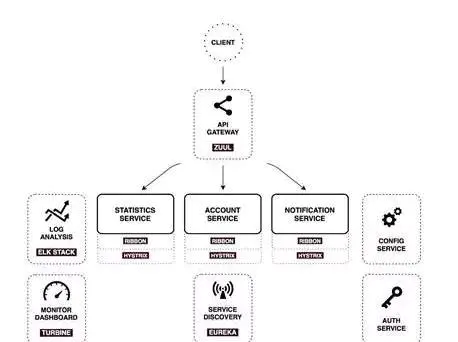 CLIENT
API
GATEWAY
ZUUL
LOG
ANALYSIS
ELK STACK
STATISTICS
SERVICE
RIBBON
HYSTRIX
ACCOUNT
SERVICE
RIBBON
HYSTRIX
NOTIFICATION
SERVICE
RIBBON
HYSTRIX
CONFIG
SERVICE
MONITOR
DASHBOARD
TURBINE
SERVICE
DISCOVERY
EUREKA
AUTH
SERVICE